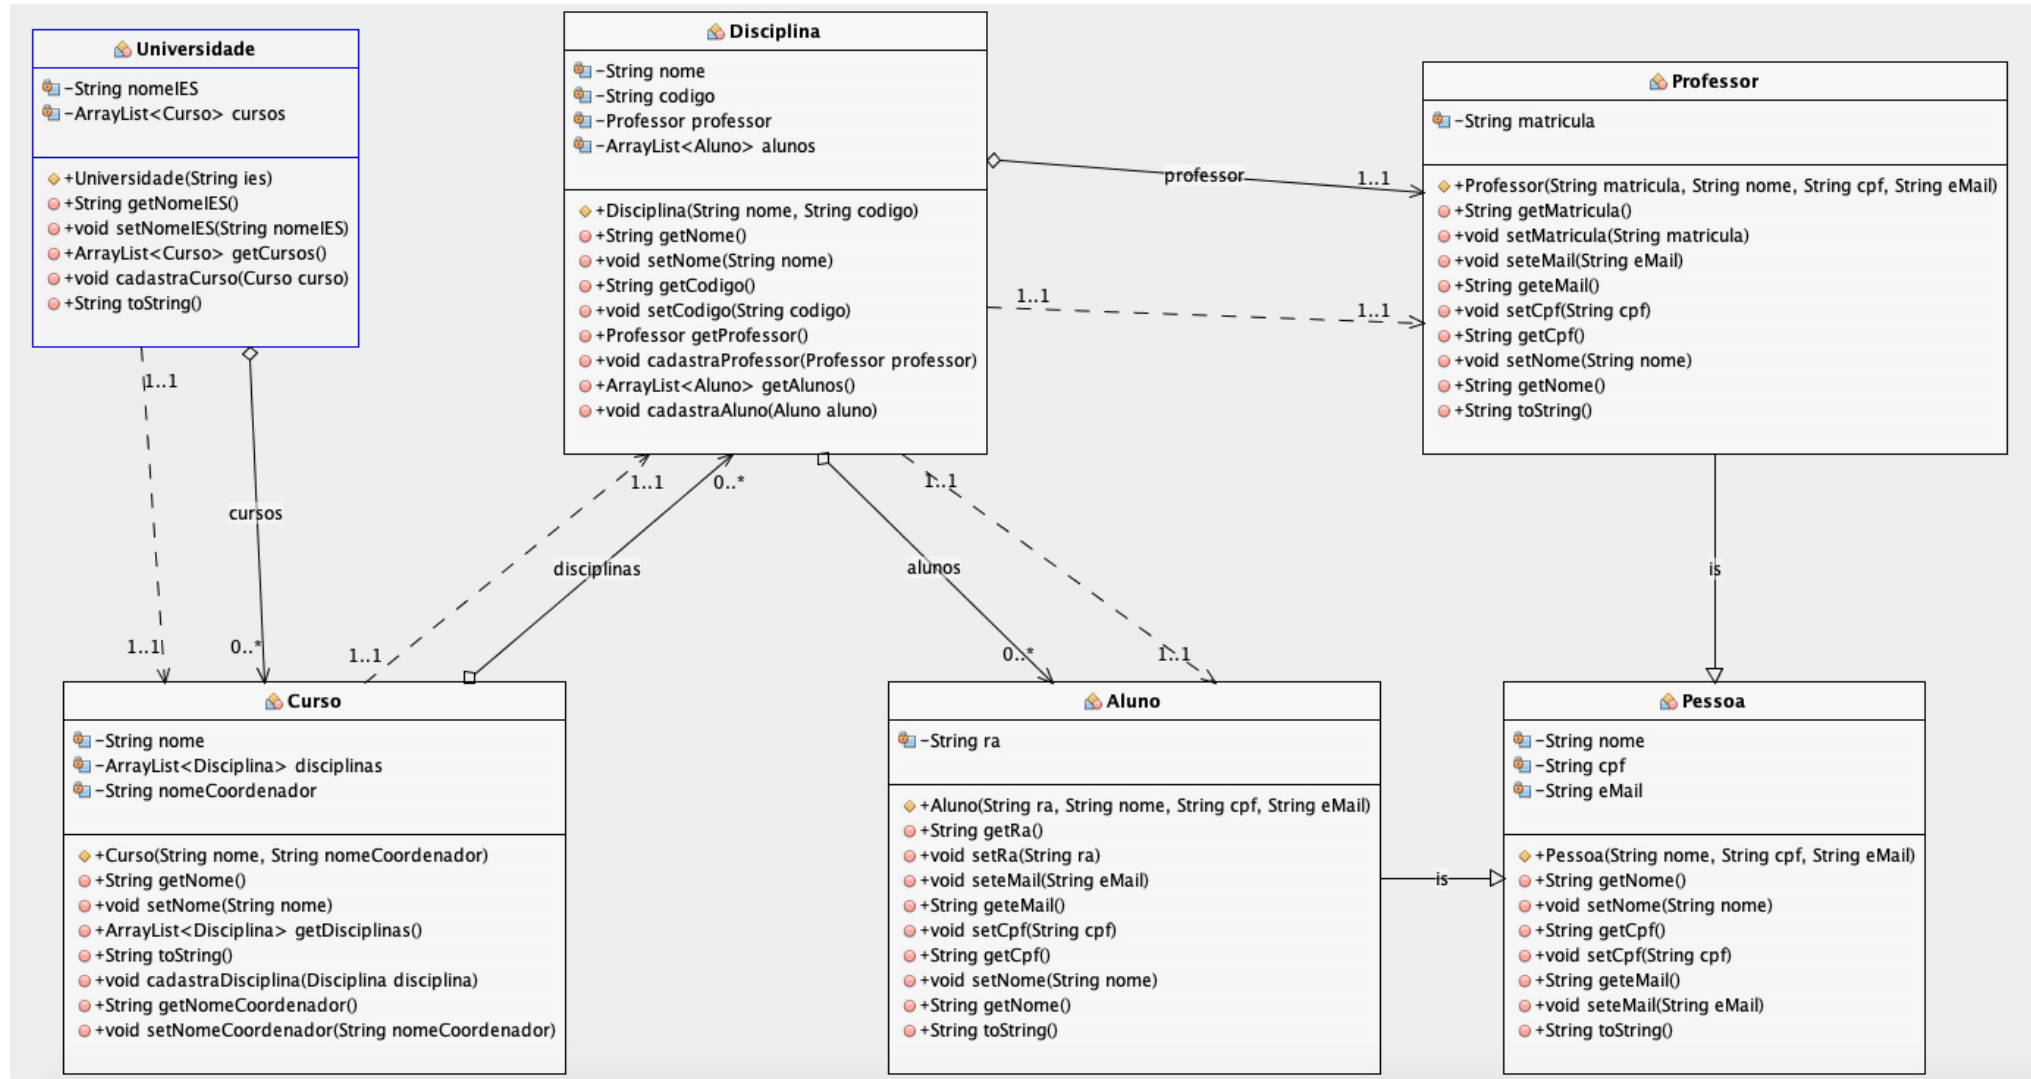 Universidade
-String nomeIES
-ArrayList<Curso> cursos
+Universidade(String ies)
+String getNomeIES()
+void setNomeIES(String nomeIES)
+ArrayList<Curso> getCursos()
+void cadastraCurso(Curso curso)
+String toString()
Disciplina
-String nome
-String codigo
-Professor professor
-ArrayList<Aluno> alunos
+Disciplina(String nome, String codigo)
+String getNome()
+void setNome(String nome)
+String getCodigo()
+void setCodigo(String codigo)
+Professor getProfessor()
+void cadastraProfessor(Professor professor)
+ArrayList<Aluno> getAlunos()
+void cadastraAluno(Aluno aluno)
professor
1..1
1..1
1..1
Professor
-String matricula
+Professor(String matricula, String nome, String cpf, String eMail)
+String getMatricula()
+void setMatricula(String matricula)
+void seteMail(String eMail)
+String geteMail()
+void setCpf(String cpf)
+String getCpf()
+void setNome(String nome)
+String getNome()
+String toString()
1..1
cursos
1..1
0..*
1..1
0..*
disciplinas
1..1
1..1
alunos
0..*
1..1
is
Curso
-String nome
-ArrayList<Disciplina> disciplinas
-String nomeCoordenador
+Curso(String nome, String nomeCoordenador)
+String getNome()
+void setNome(String nome)
+ArrayList<Disciplina> getDisciplinas()
+String toString()
+void cadastraDisciplina(Disciplina disciplina)
+String getNomeCoordenador()
+void setNomeCoordenador(String nomeCoordenador)
Aluno
-String ra
+Aluno(String ra, String nome, String cpf, String eMail)
+String getRa()
+void setRa(String ra)
+void seteMail(String eMail)
+String geteMail()
+void setCpf(String cpf)
+String getCpf()
+void setNome(String nome)
+String getNome()
+String toString()
is
Pessoa
-String nome
-String cpf
-String eMail
+Pessoa(String nome, String cpf, String eMail)
+String getNome()
+void setNome(String nome)
+String getCpf()
+void setCpf(String cpf)
+String geteMail()
+void seteMail(String eMail)
+String toString()